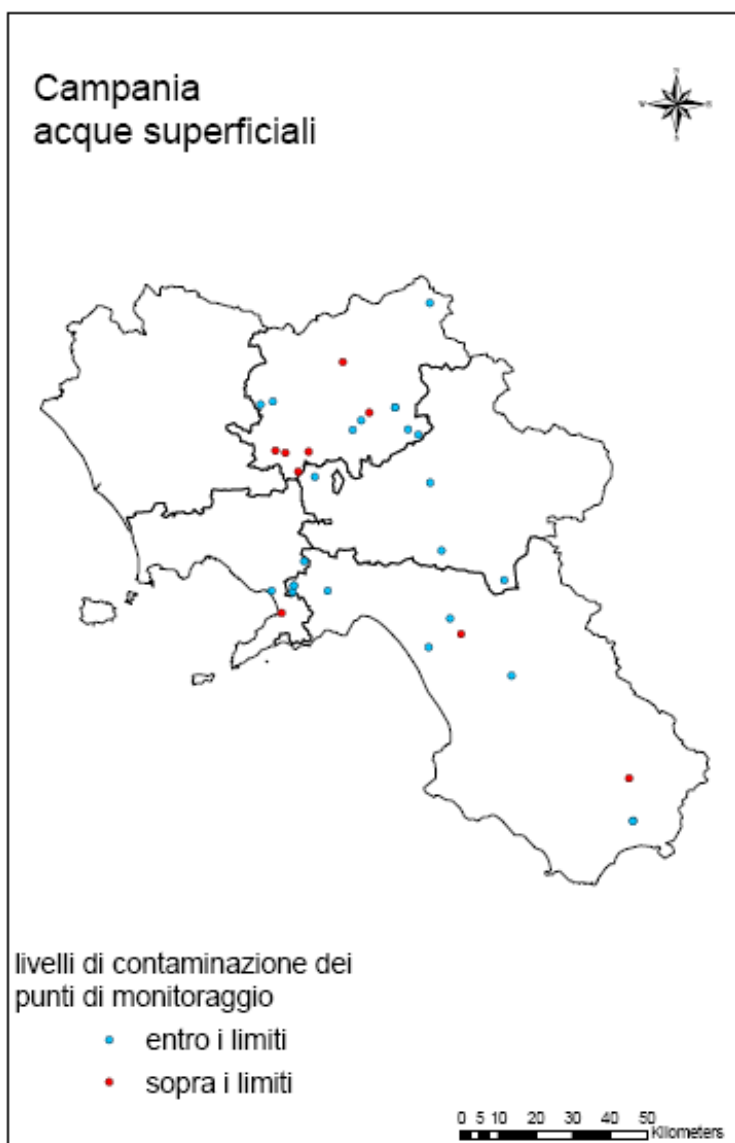 Campania
acque superficiali
N
S
livelli di contaminazione dei
punti di monitoraggio
entro i limiti
sopra i limiti
0 5 10 20 30 40 50
Kilometers